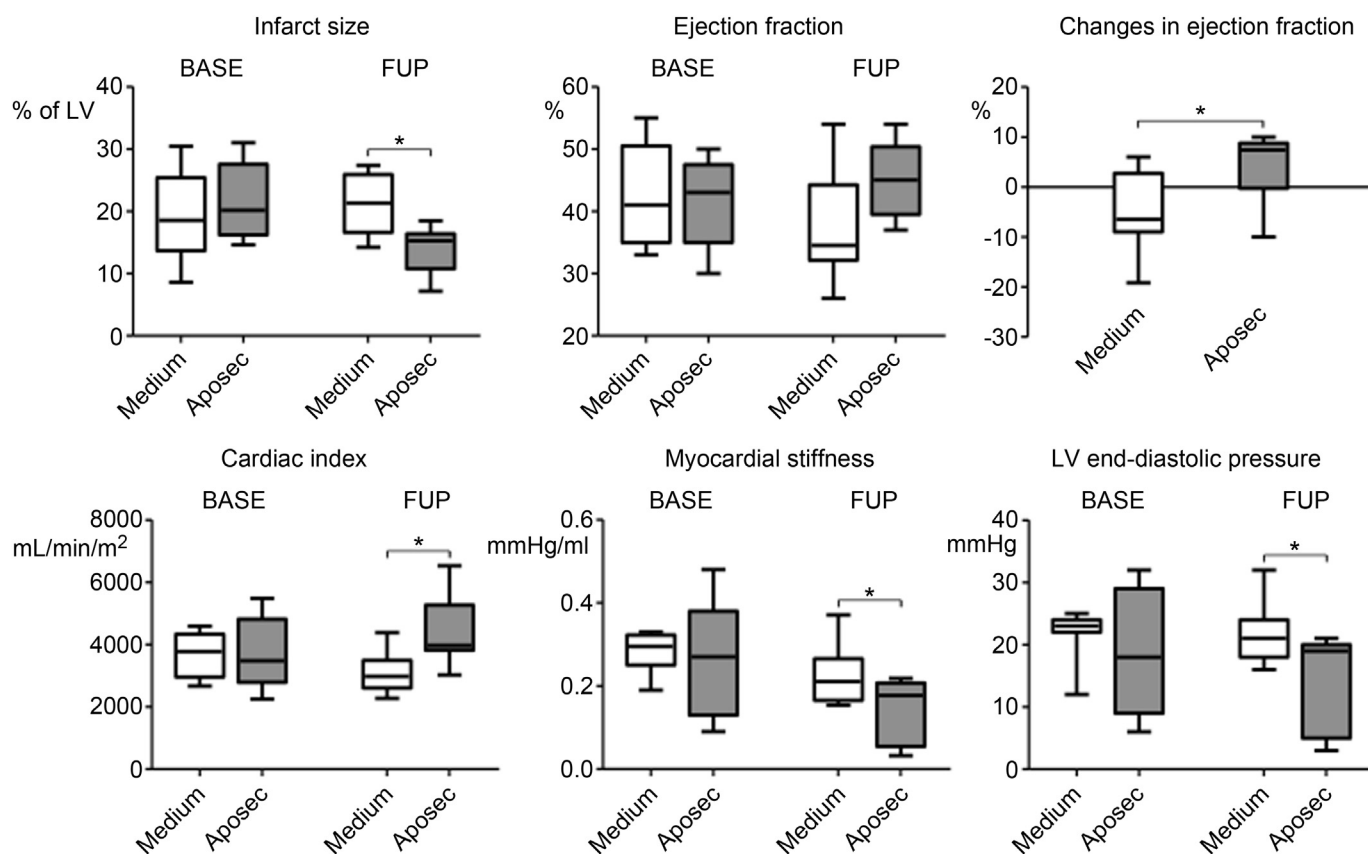 Infarct size
BASE FUP
% of LV
40
30
20
10
0
*
Medium Aposec Medium Aposec
Ejection fraction
BASE FUP
%
60
50
40
30
20
Medium Aposec Medium Aposec
Changes in ejection fraction
%
20
10
0
-10
-20
-30
*
Medium Aposec
Cardiac index
BASE FUP
mL/min/m²
8000
6000
4000
2000
0
*
Medium Aposec Medium Aposec
Myocardial stiffness
BASE FUP
mmHg/ml
0.6
0.4
0.2
0.0
*
Medium Aposec Medium Aposec
LV end-diastolic pressure
BASE FUP
mmHg
40
30
20
10
0
*
Medium Aposec Medium Aposec